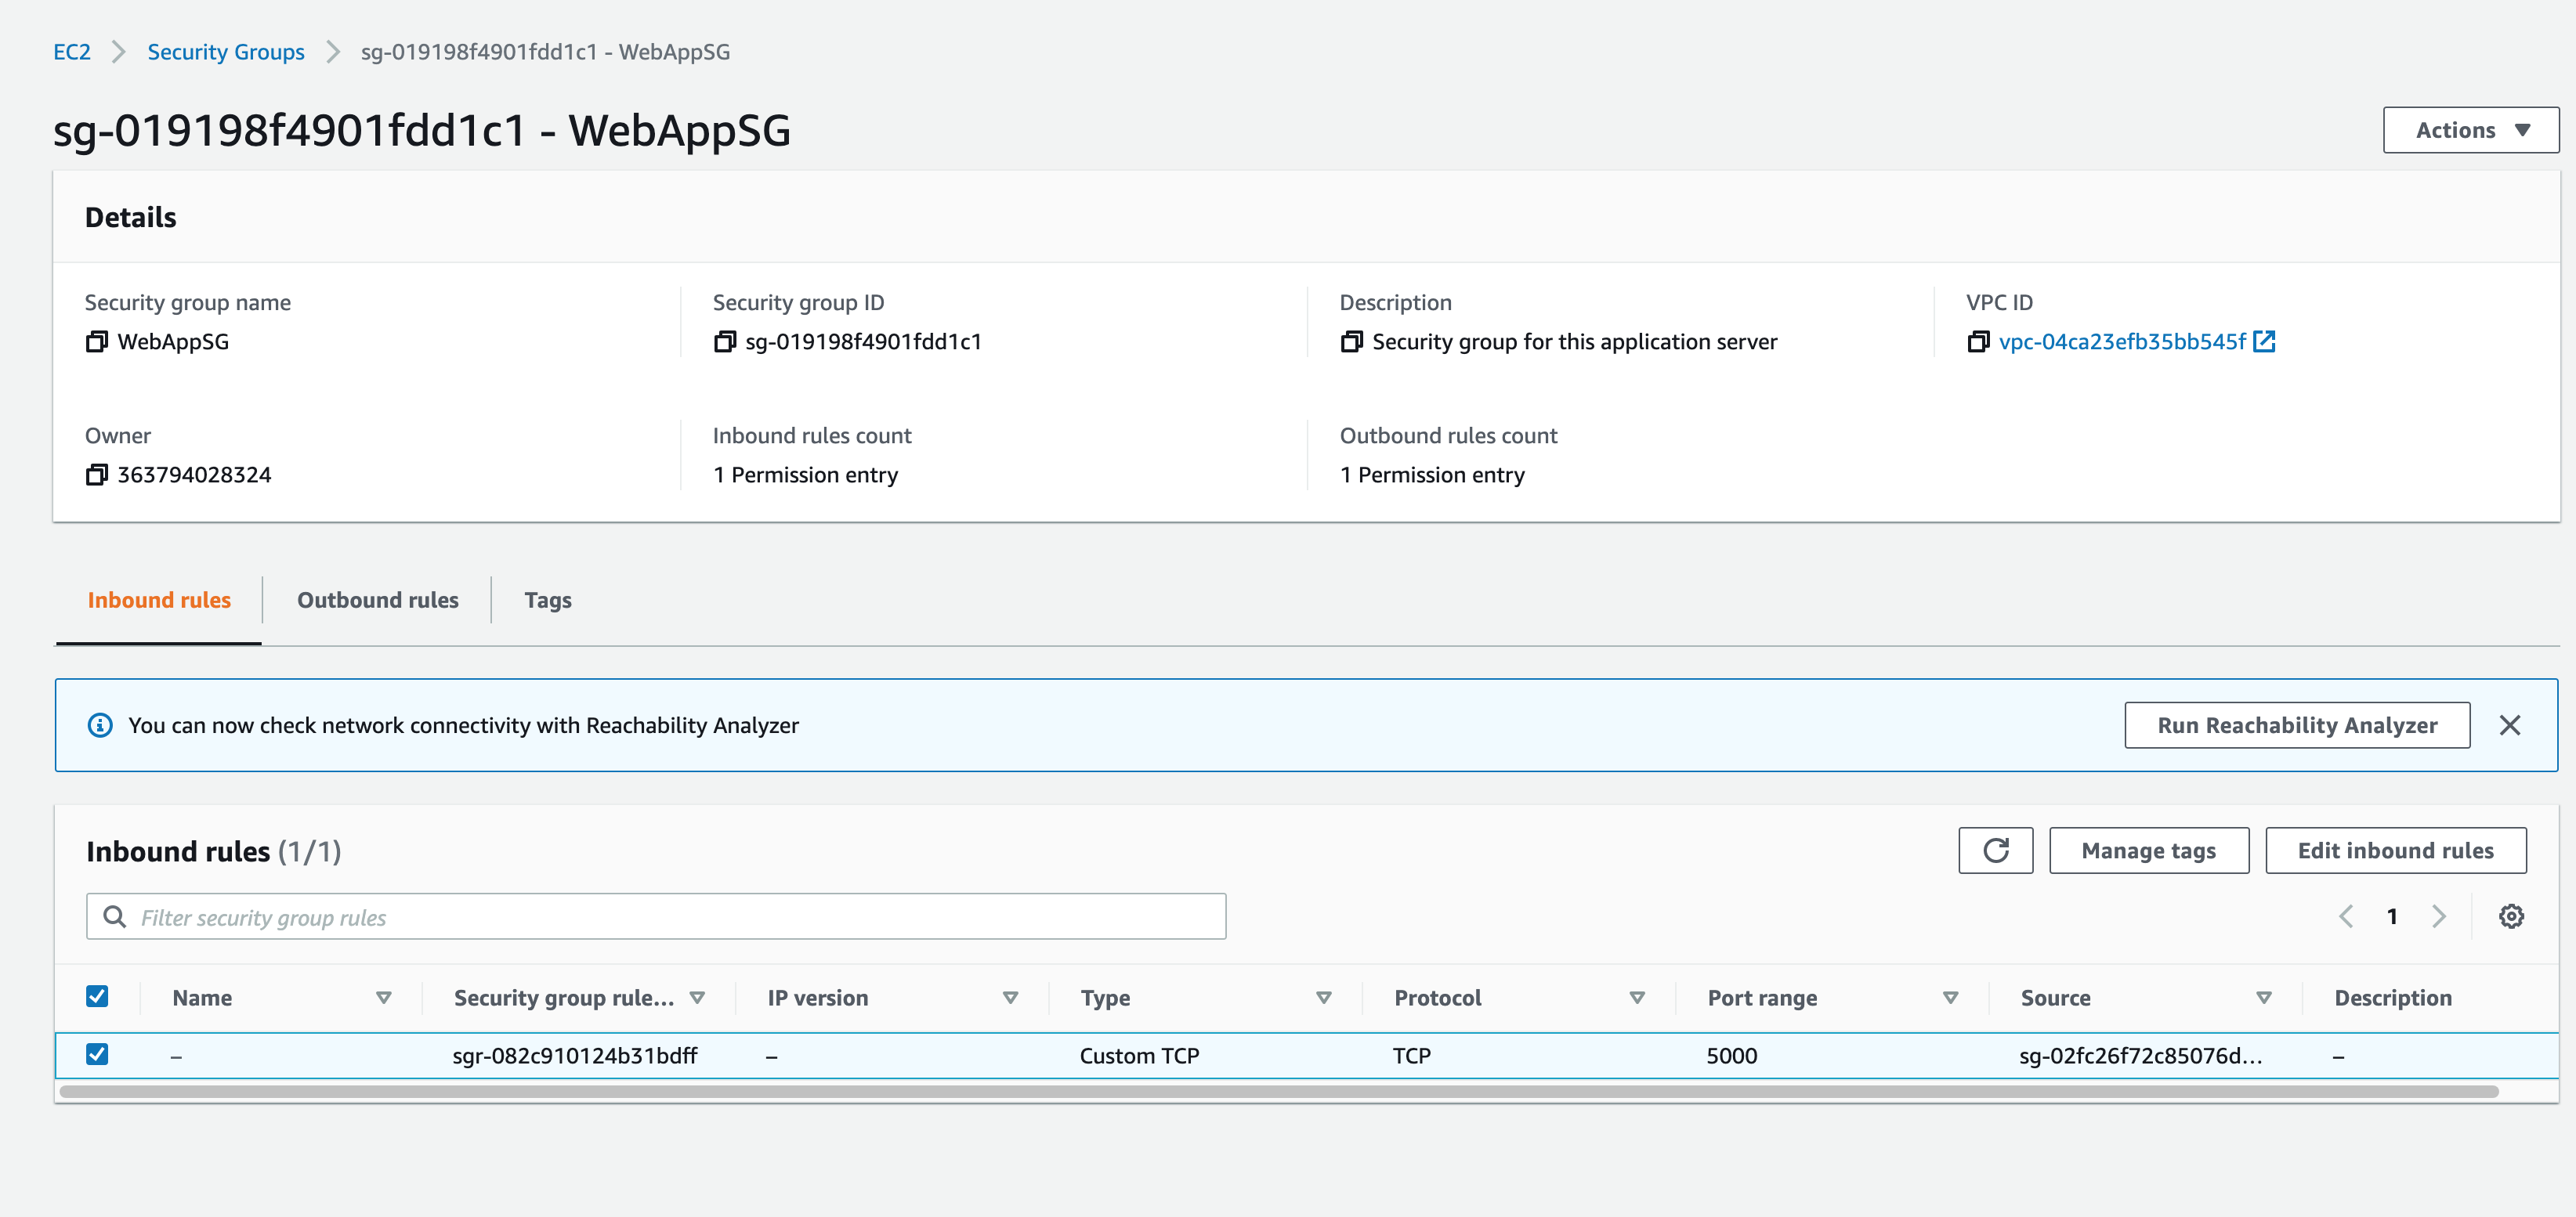 EC2 > Security Groups > sg-019198f4901fdd1c1 - WebAppSG
sg-019198f4901fdd1c1 - WebAppSG
Actions
Details
Security group name
WebAppSG
Security group ID
sg-019198f4901fdd1c1
Description
Security group for this application server
VPC ID
vpc-04ca23efb35bb545f
Owner
363794028324
Inbound rules count
1 Permission entry
Outbound rules count
1 Permission entry
Inbound rules Outbound rules Tags
You can now check network connectivity with Reachability Analyzer Run Reachability Analyzer
Inbound rules (1/1) Manage tags Edit inbound rules
Filter security group rules 1
Name Security group rule... IP version Type Protocol Port range Source Description
– sgr-082c910124b31bdff – Custom TCP TCP 5000 sg-02fc26f72c85076d... –